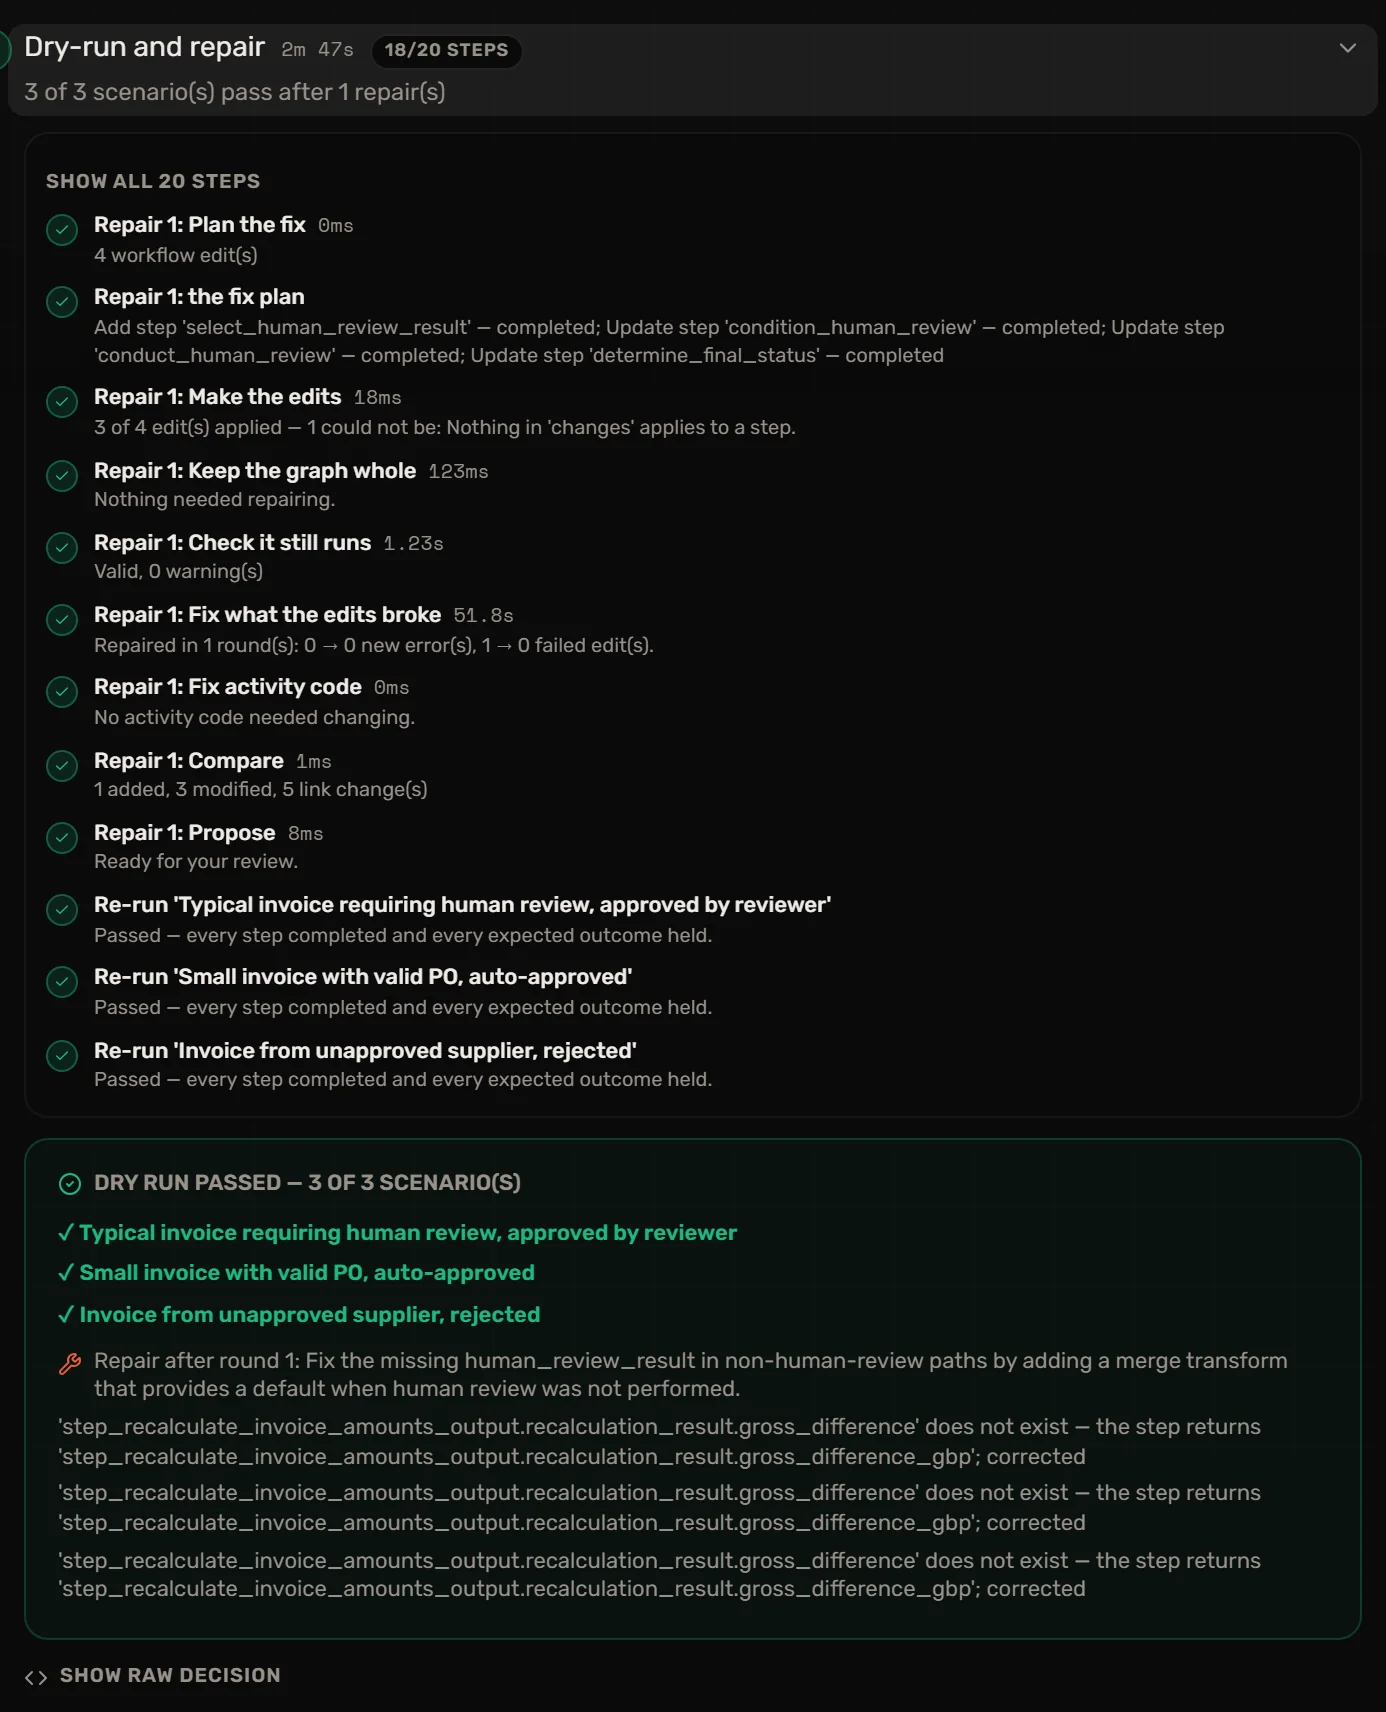 Dry-run and repair 2m 47s 18/20 STEPS
3 of 3 scenario(s) pass after 1 repair(s)
SHOW ALL 20 STEPS
Repair 1: Plan the fix 0ms
4 workflow edit(s)
Repair 1: the fix plan
Add step 'select_human_review_result' — completed; Update step 'condition_human_review' — completed; Update step
'conduct_human_review' — completed; Update step 'determine_final_status' — completed
Repair 1: Make the edits 18ms
3 of 4 edit(s) applied — 1 could not be: Nothing in 'changes' applies to a step.
Repair 1: Keep the graph whole 123ms
Nothing needed repairing.
Repair 1: Check it still runs 1.23s
Valid, 0 warning(s)
Repair 1: Fix what the edits broke 51.8s
Repaired in 1 round(s): 0 → 0 new error(s), 1 → 0 failed edit(s).
Repair 1: Fix activity code 0ms
No activity code needed changing.
Repair 1: Compare 1ms
1 added, 3 modified, 5 link change(s)
Repair 1: Propose 8ms
Ready for your review.
Re-run 'Typical invoice requiring human review, approved by reviewer'
Passed — every step completed and every expected outcome held.
Re-run 'Small invoice with valid PO, auto-approved'
Passed — every step completed and every expected outcome held.
Re-run 'Invoice from unapproved supplier, rejected'
Passed — every step completed and every expected outcome held.
DRY RUN PASSED — 3 OF 3 SCENARIO(S)
✓ Typical invoice requiring human review, approved by reviewer
✓ Small invoice with valid PO, auto-approved
✓ Invoice from unapproved supplier, rejected
Repair after round 1: Fix the missing human_review_result in non-human-review paths by adding a merge transform
that provides a default when human review was not performed.
'step_recalculate_invoice_amounts_output.recalculation_result.gross_difference' does not exist — the step returns
'step_recalculate_invoice_amounts_output.recalculation_result.gross_difference_gbp'; corrected
'step_recalculate_invoice_amounts_output.recalculation_result.gross_difference' does not exist — the step returns
'step_recalculate_invoice_amounts_output.recalculation_result.gross_difference_gbp'; corrected
'step_recalculate_invoice_amounts_output.recalculation_result.gross_difference' does not exist — the step returns
'step_recalculate_invoice_amounts_output.recalculation_result.gross_difference_gbp'; corrected
SHOW RAW DECISION